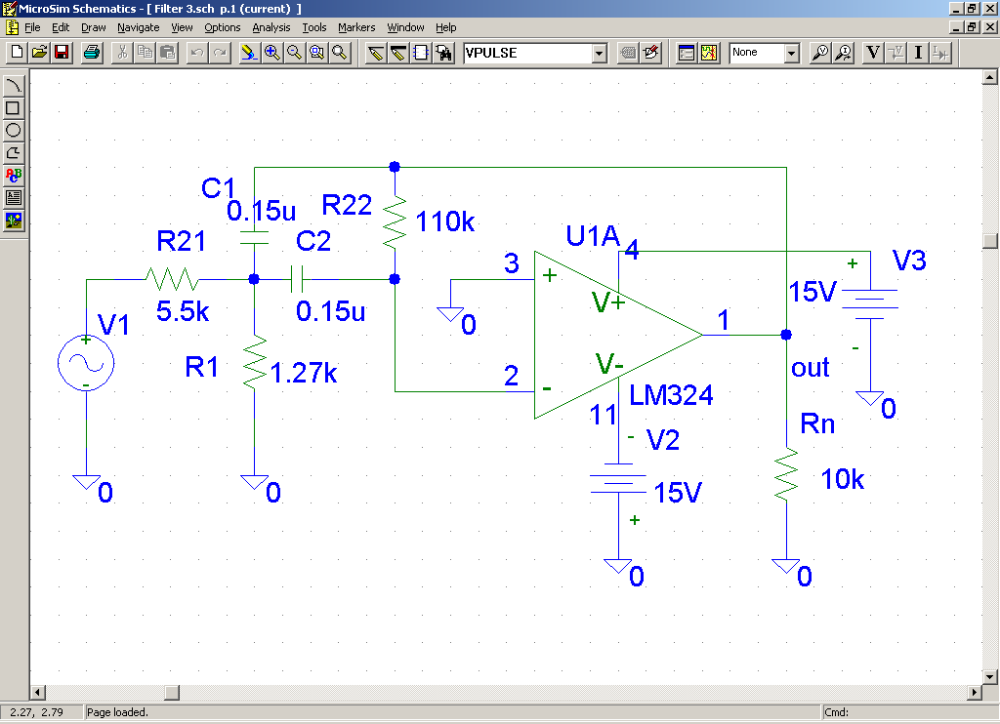 MicroSim Schematics - [ Filter 3.sch p.1 (current) ]
File Edit Draw Navigate View Options Analysis Tools Markers Window Help
VPULSE None V I
ABC
C1
0.15u
R22
110k
R21
C2
U1A
4
V3
3
+
+
15V
5.5k
0.15u
0
V+
1
V1
+
-
R1
1.27k
2
-
V-
-
out
LM324
11
0
Rn
-
V2
15V
10k
0
0
+
0
0
2.27, 2.79 Page loaded. Cmd: